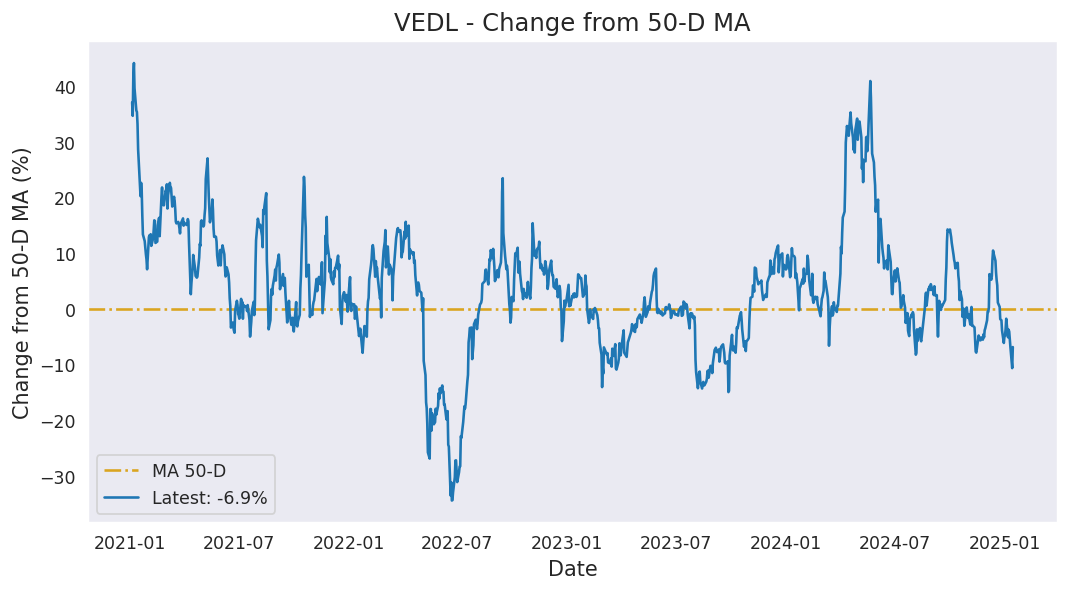 VEDL - Change from 50-D MA
Change from 50-D MA (%)
40
30
20
10
0
−10
−20
−30
MA 50-D
Latest: -6.9%
2021-01 2021-07 2022-01 2022-07 2023-01 2023-07 2024-01 2024-07 2025-01
Date